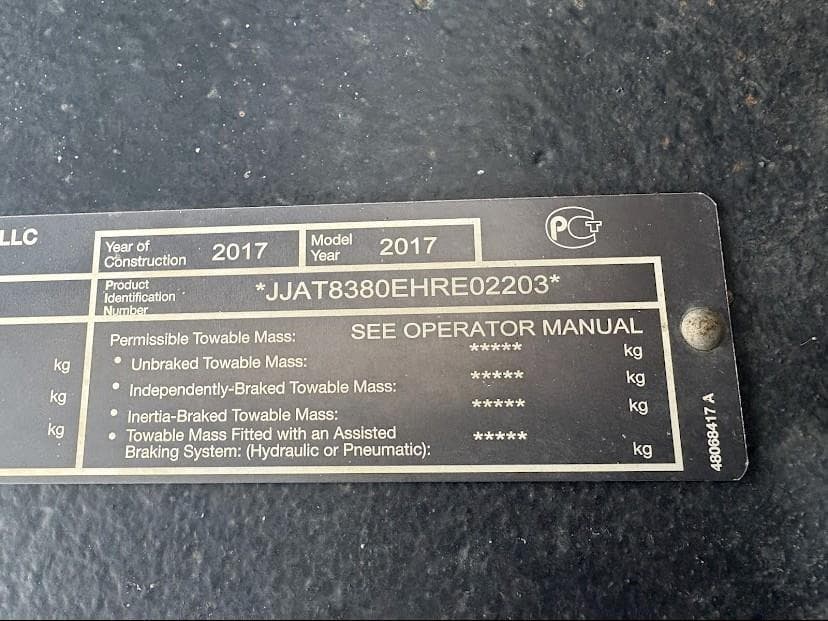 LLC
Year of
Construction
2017
Model
Year
2017
РСТ
Product
Identification
Number
*JJAT8380EHRE02203*
Permissible Towable Mass:
SEE OPERATOR MANUAL
• Unbraked Towable Mass:
*****
kg
• Independently-Braked Towable Mass:
*****
kg
• Inertia-Braked Towable Mass:
*****
kg
• Towable Mass Fitted with an Assisted
Braking System: (Hydraulic or Pneumatic):
*****
kg
kg
kg
kg
48068417 A